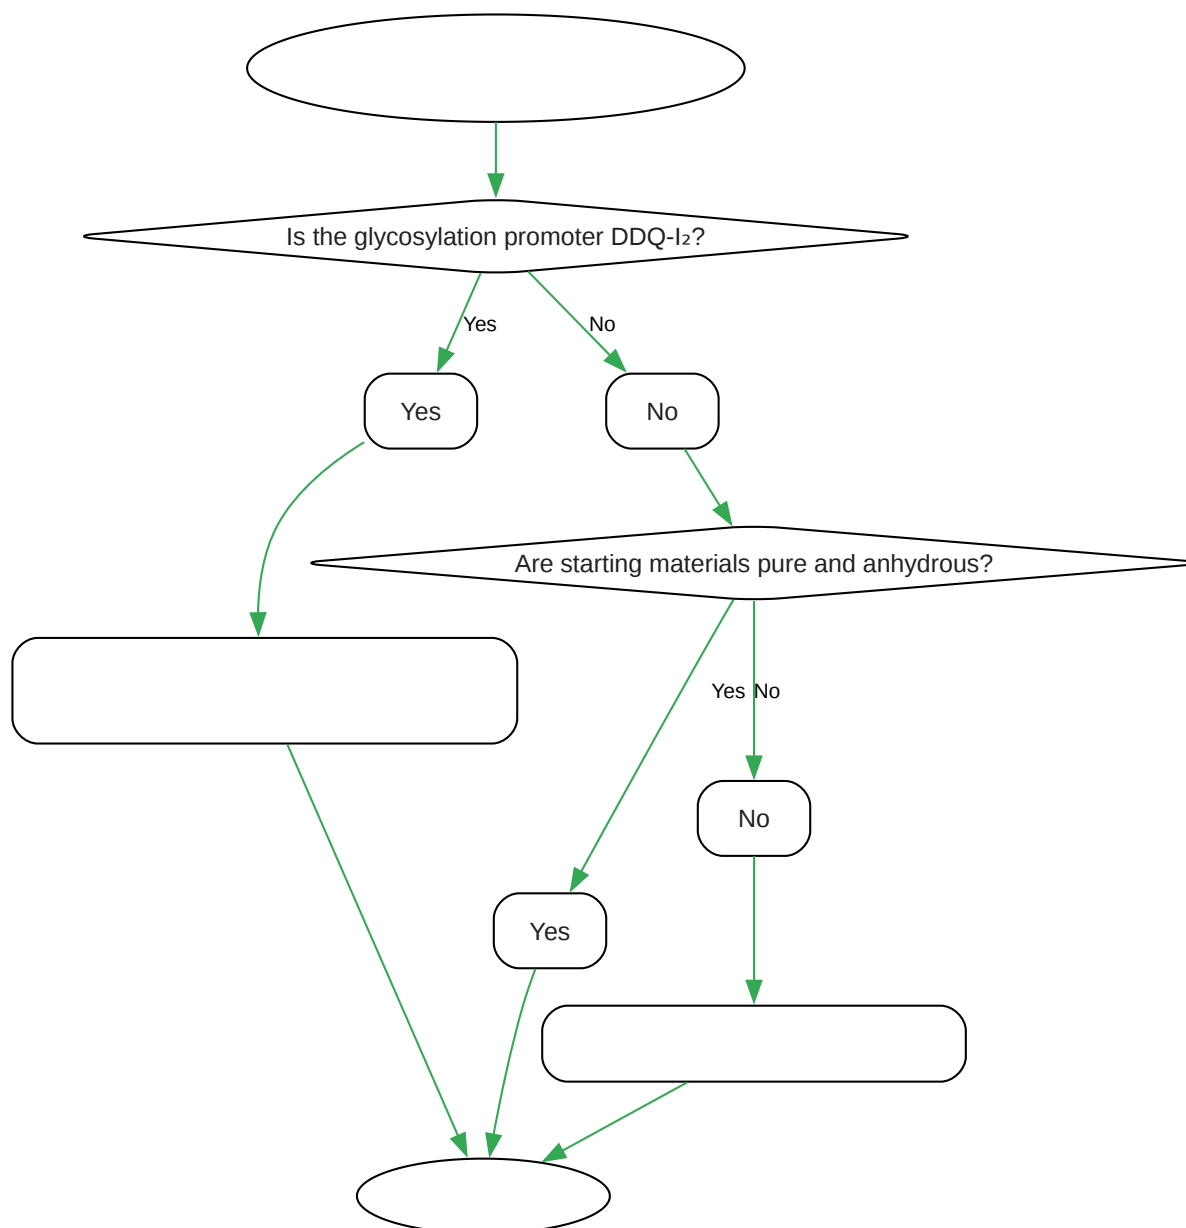 Is the glycosylation promoter DDQ-I₂?
Yes
No
Yes
No
Are starting materials pure and anhydrous?
Yes
No
No
Yes